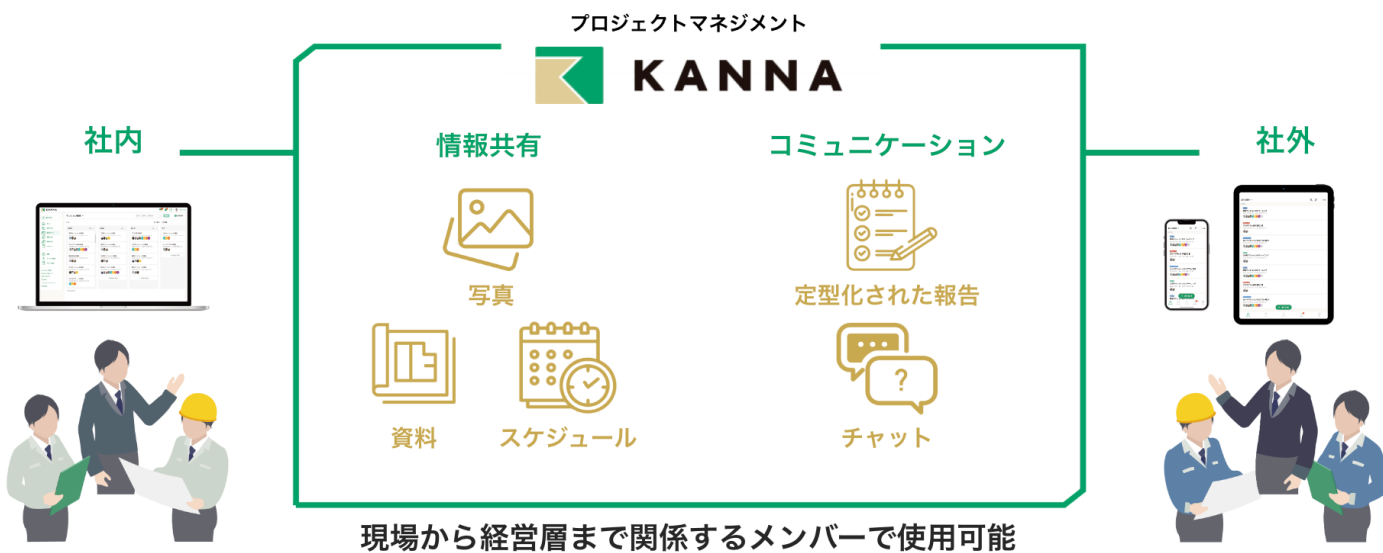 プロジェクトマネジメント
KANNA
社内
情報共有
コミュニケーション
社外
写真
定型化された報告
?
資料
スケジュール
チャット
現場から経営層まで関係するメンバーで使用可能